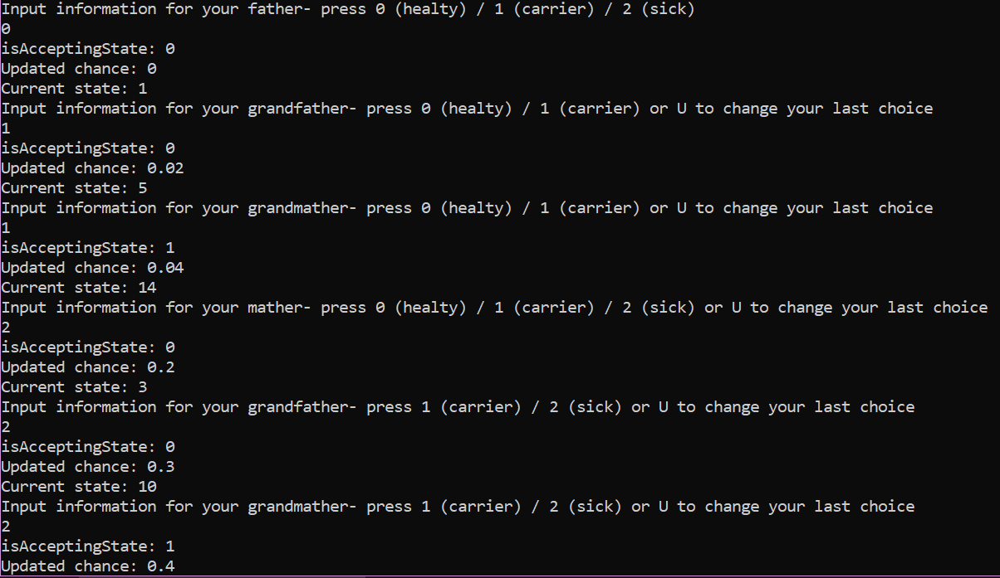 Input information for your father- press 0 (healty) / 1 (carrier) / 2 (sick)
0
isAcceptingState: 0
Updated chance: 0
Current state: 1
Input information for your grandfather- press 0 (healty) / 1 (carrier) or U to change your last choice
1
isAcceptingState: 0
Updated chance: 0.02
Current state: 5
Input information for your grandmather- press 0 (healty) / 1 (carrier) or U to change your last choice
1
isAcceptingState: 1
Updated chance: 0.04
Current state: 14
Input information for your mather- press 0 (healty) / 1 (carrier) / 2 (sick) or U to change your last choice
2
isAcceptingState: 0
Updated chance: 0.2
Current state: 3
Input information for your grandfather- press 1 (carrier) / 2 (sick) or U to change your last choice
2
isAcceptingState: 0
Updated chance: 0.3
Current state: 10
Input information for your grandmather- press 1 (carrier) / 2 (sick) or U to change your last choice
2
isAcceptingState: 1
Updated chance: 0.4